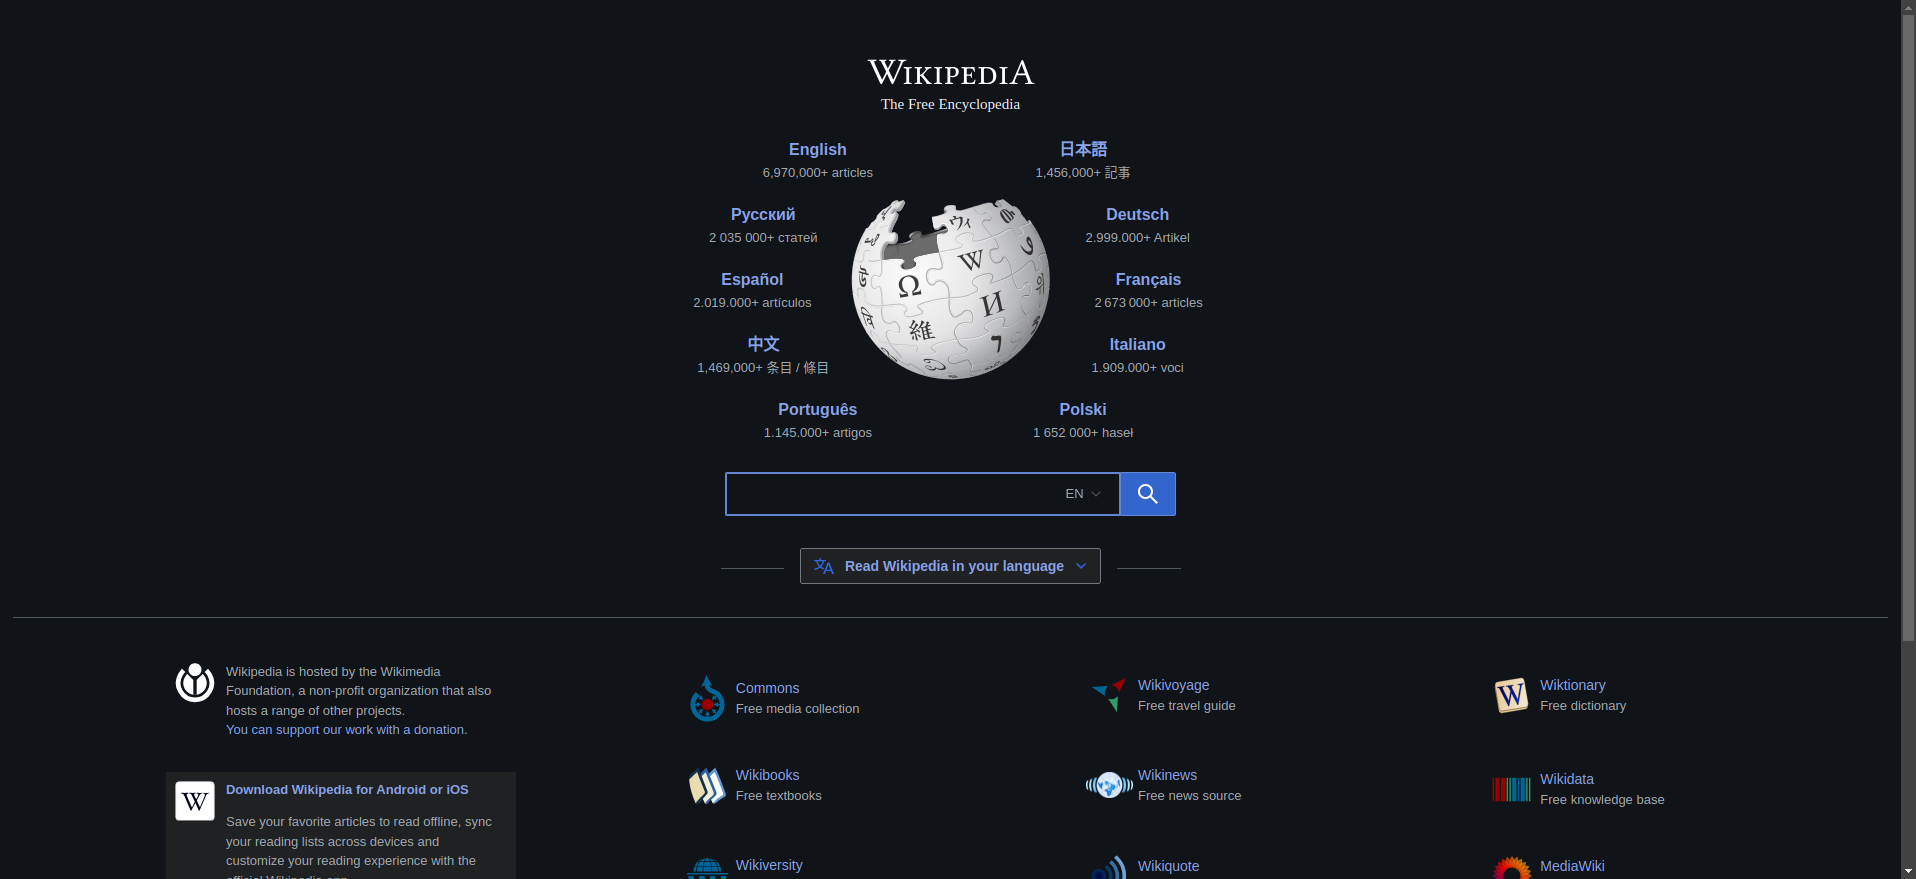 WIKIPEDIA
The Free Encyclopedia
English
6,970,000+ articles
日本語
1,456,000+ 記事
Русский
2 035 000+ статей
Deutsch
2.999.000+ Artikel
Español
2.019.000+ artículos
Français
2 673 000+ articles
中文
1,469,000+ 条目 / 條目
Italiano
1.909.000+ voci
Português
1.145.000+ artigos
Polski
1 652 000+ haseł
ウィ
W
Ω
И
維
EN
Read Wikipedia in your language
Wikipedia is hosted by the Wikimedia
Foundation, a non-profit organization that also
hosts a range of other projects.
You can support our work with a donation.
W
Download Wikipedia for Android or iOS
Save your favorite articles to read offline, sync
your reading lists across devices and
customize your reading experience with the
official Wikipedia app.
Commons
Free media collection
Wikivoyage
Free travel guide
W
Wiktionary
Free dictionary
Wikibooks
Free textbooks
Wikinews
Free news source
Wikidata
Free knowledge base
Wikiversity
Wikiquote
MediaWiki